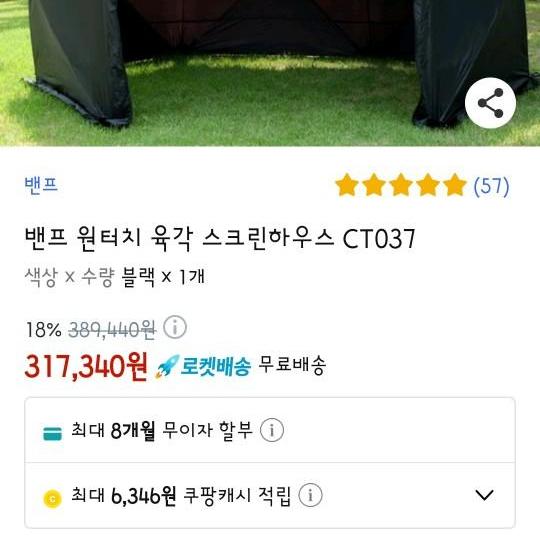 밴프 (57)
밴프 원터치 육각 스크린하우스 CT037
색상 x 수량 블랙 x 1개
18% 389,440원
317,340원 로켓배송 무료배송
최대 8개월 무이자 할부
최대 6,346원 쿠팡캐시 적립